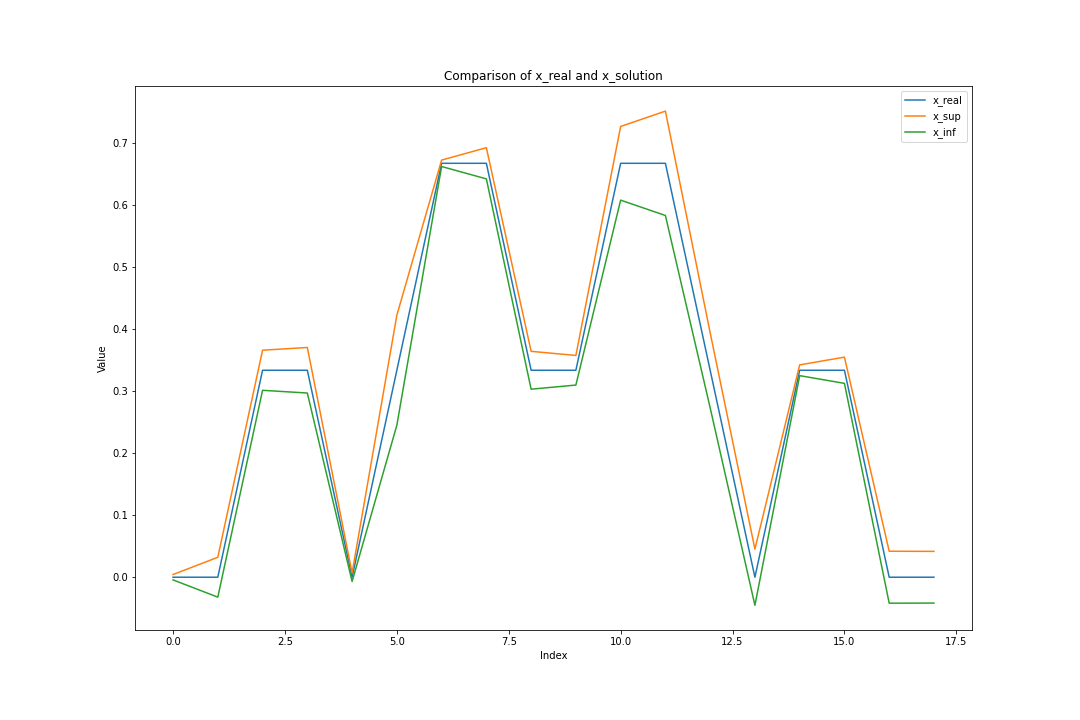 Comparison of x_real and x_solution
x_real
x_sup
x_inf
0.7
0.6
0.5
0.4
0.3
0.2
0.1
0.0
Value
0.0 2.5 5.0 7.5 10.0 12.5 15.0 17.5
Index